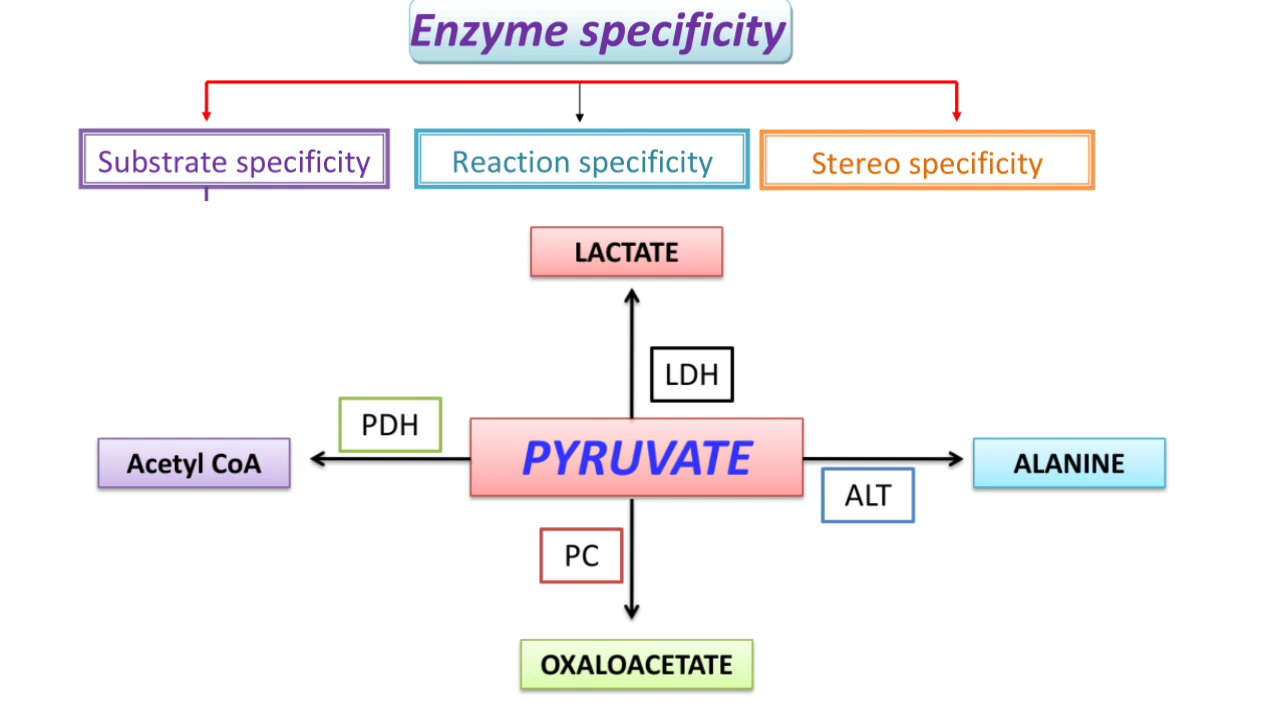 Enzyme specificity
Substrate specificity
Reaction specificity
Stereo specificity
LACTATE
LDH
PDH
Acetyl CoA
PYRUVATE
ALANINE
ALT
PC
OXALOACETATE